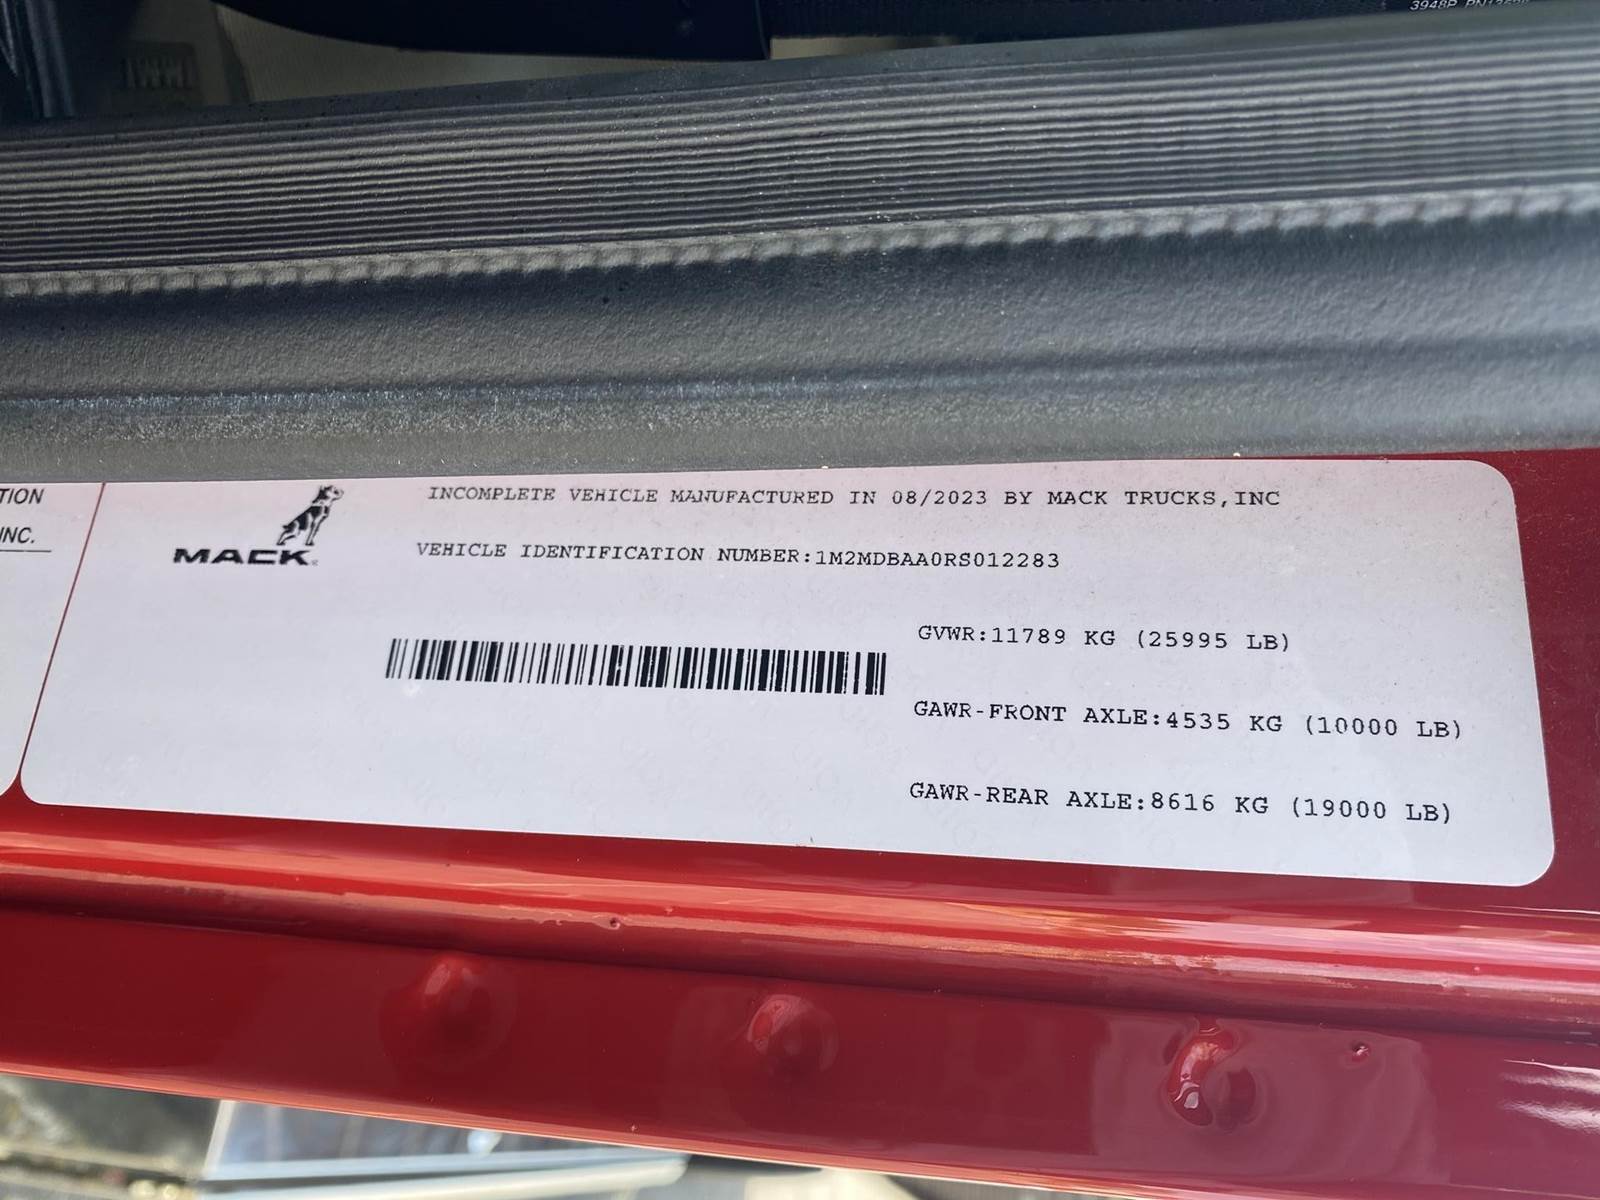 3948P PN13628
TION
INC.
MACK
INCOMPLETE VEHICLE MANUFACTURED IN 08/2023 BY MACK TRUCKS,INC
VEHICLE IDENTIFICATION NUMBER:1M2MDBAA0RS012283
GVWR:11789 KG (25995 LB)
GAWR-FRONT AXLE:4535 KG (10000 LB)
GAWR-REAR AXLE:8616 KG (19000 LB)